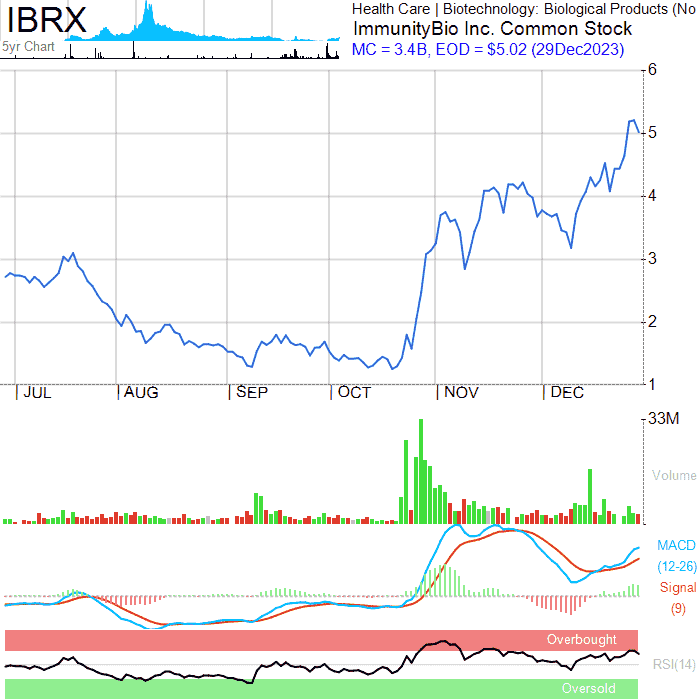 IBRX
5yr Chart
Health Care | Biotechnology: Biological Products (No
ImmunityBio Inc. Common Stock
MC = 3.4B, EOD = $5.02 (29Dec2023)
6
5
4
3
2
1
JUL AUG SEP OCT NOV DEC
33M
Volume
MACD
(12-26)
Signal
(9)
Overbought
RSI(14)
Oversold